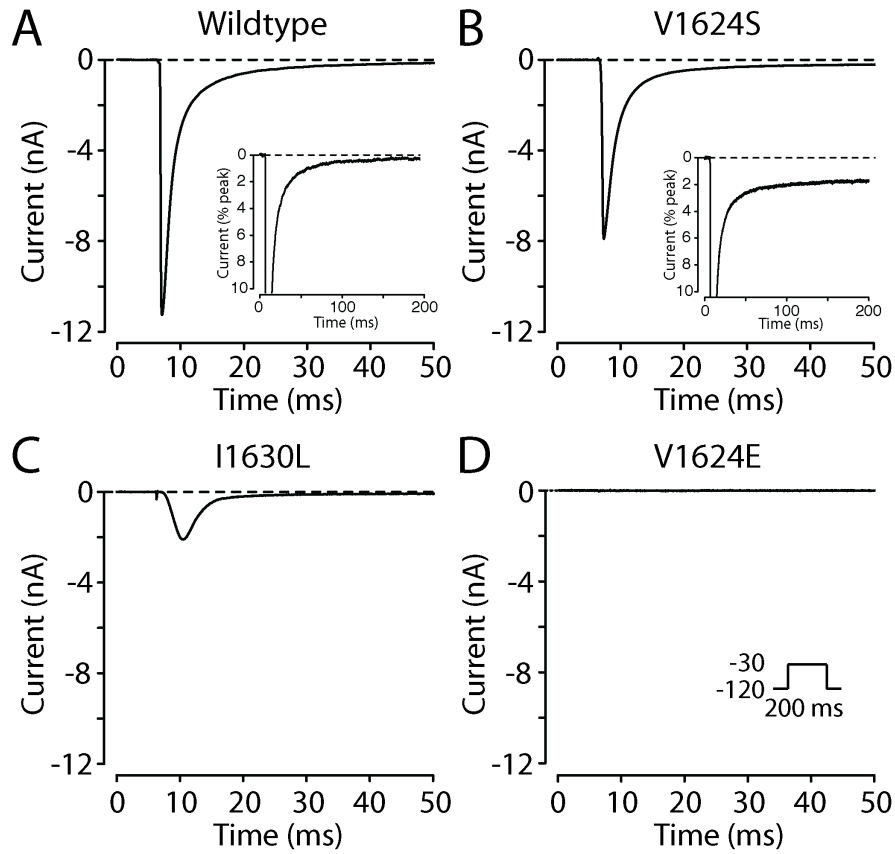 A
Wildtype
0
-4
-8
-12
Current (nA)
0
2
4
6
8
10
Current (% peak)
0 100 200
Time (ms)
0 10 20 30 40 50
Time (ms)
B
V1624S
0
-4
-8
-12
Current (nA)
0
2
4
6
8
10
Current (% peak)
0 100 200
Time (ms)
0 10 20 30 40 50
Time (ms)
C
I1630L
0
-4
-8
-12
Current (nA)
0 10 20 30 40 50
Time (ms)
D
V1624E
0
-4
-8
-12
Current (nA)
-30
-120
200 ms
0 10 20 30 40 50
Time (ms)